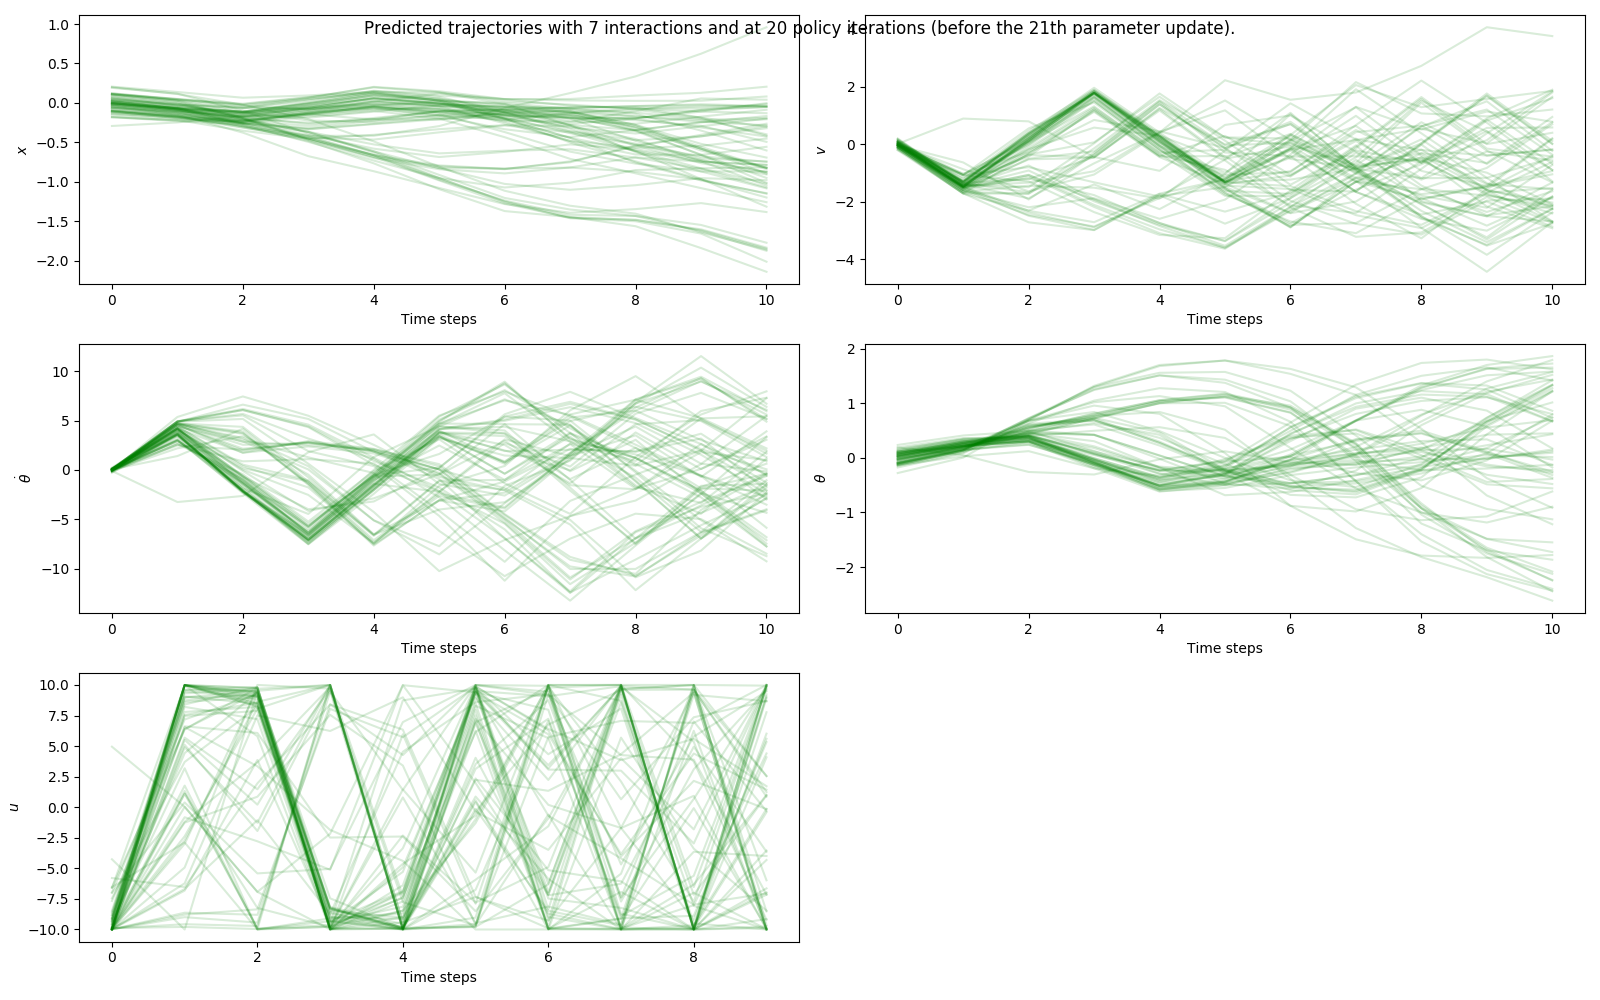 Predicted trajectories with 7 interactions and at 20 policy iterations (before the 21th parameter update).
1.0
0.5
0.0
−0.5
−1.0
−1.5
−2.0
x
0 2 4 6 8 10
Time steps
4
2
0
−2
−4
v
0 2 4 6 8 10
Time steps
10
5
0
−5
−10
θ̇
0 2 4 6 8 10
Time steps
2
1
0
−1
−2
θ
0 2 4 6 8 10
Time steps
10.0
7.5
5.0
2.5
0.0
−2.5
−5.0
−7.5
−10.0
u
0 2 4 6 8
Time steps